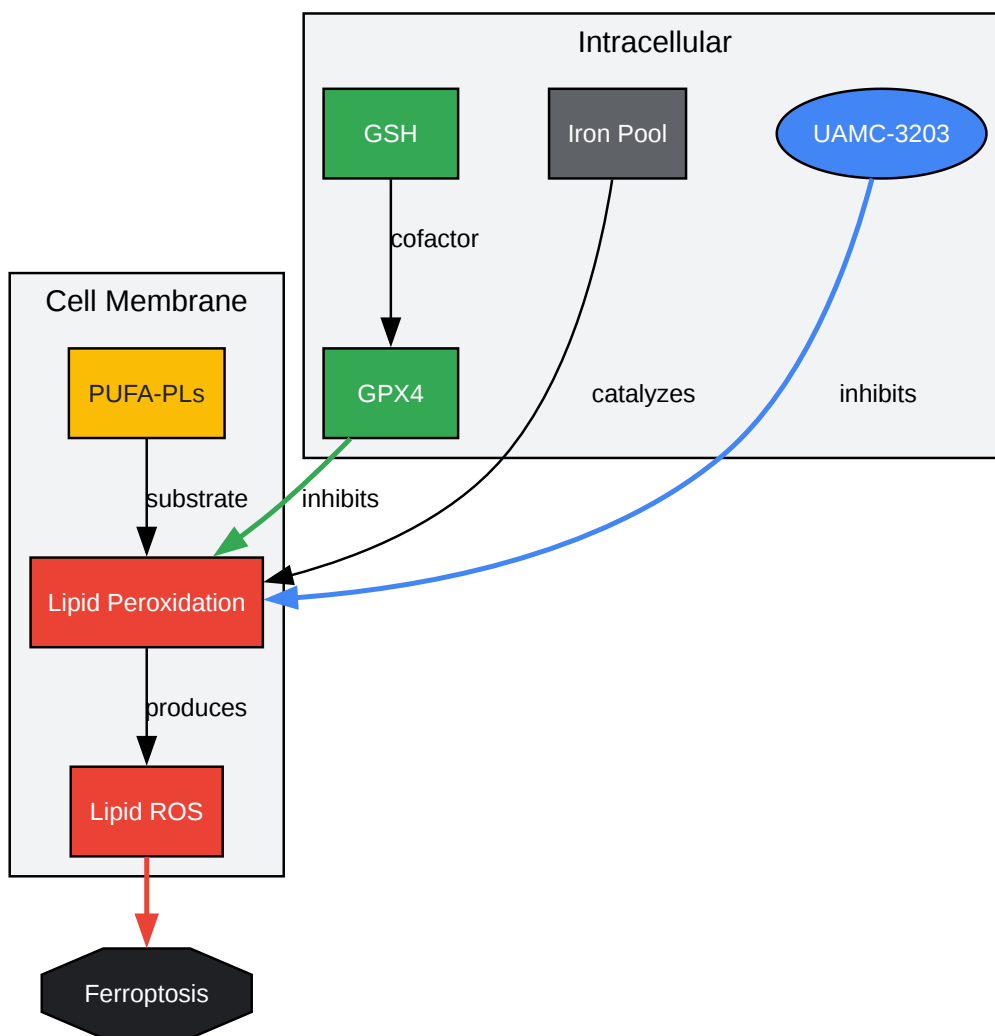 Intracellular
GSH
Iron Pool
UAMC-3203
cofactor
Cell Membrane
PUFA-PLs
GPX4
catalyzes
inhibits
substrate
inhibits
Lipid Peroxidation
produces
Lipid ROS
Ferroptosis